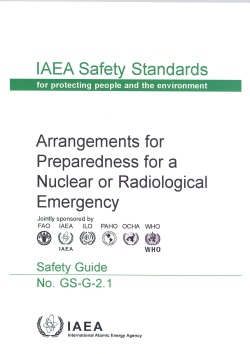 IAEA Safety Standards
for protecting people and the environment
Arrangements for
Preparedness for a
Nuclear or Radiological
Emergency
Jointly sponsored by
FAO IAEA ILO PAHO OCHA WHO
IAEA WHO
Safety Guide
No. GS-G-2.1
IAEA
International Atomic Energy Agency